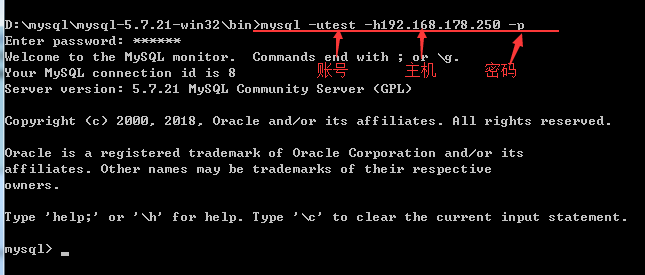 D:\mysql\mysql-5.7.21-win32\bin>mysql -utest -h192.168.178.250 -p
Enter password: ******
Welcome to the MySQL monitor.  Commands end with ; or \g.
账号 主机 密码
Your MySQL connection id is 8
Server version: 5.7.21 MySQL Community Server (GPL)
Copyright (c) 2000, 2018, Oracle and/or its affiliates. All rights reserved.
Oracle is a registered trademark of Oracle Corporation and/or its
affiliates. Other names may be trademarks of their respective
owners.
Type 'help;' or '\h' for help. Type '\c' to clear the current input statement.
mysql> _